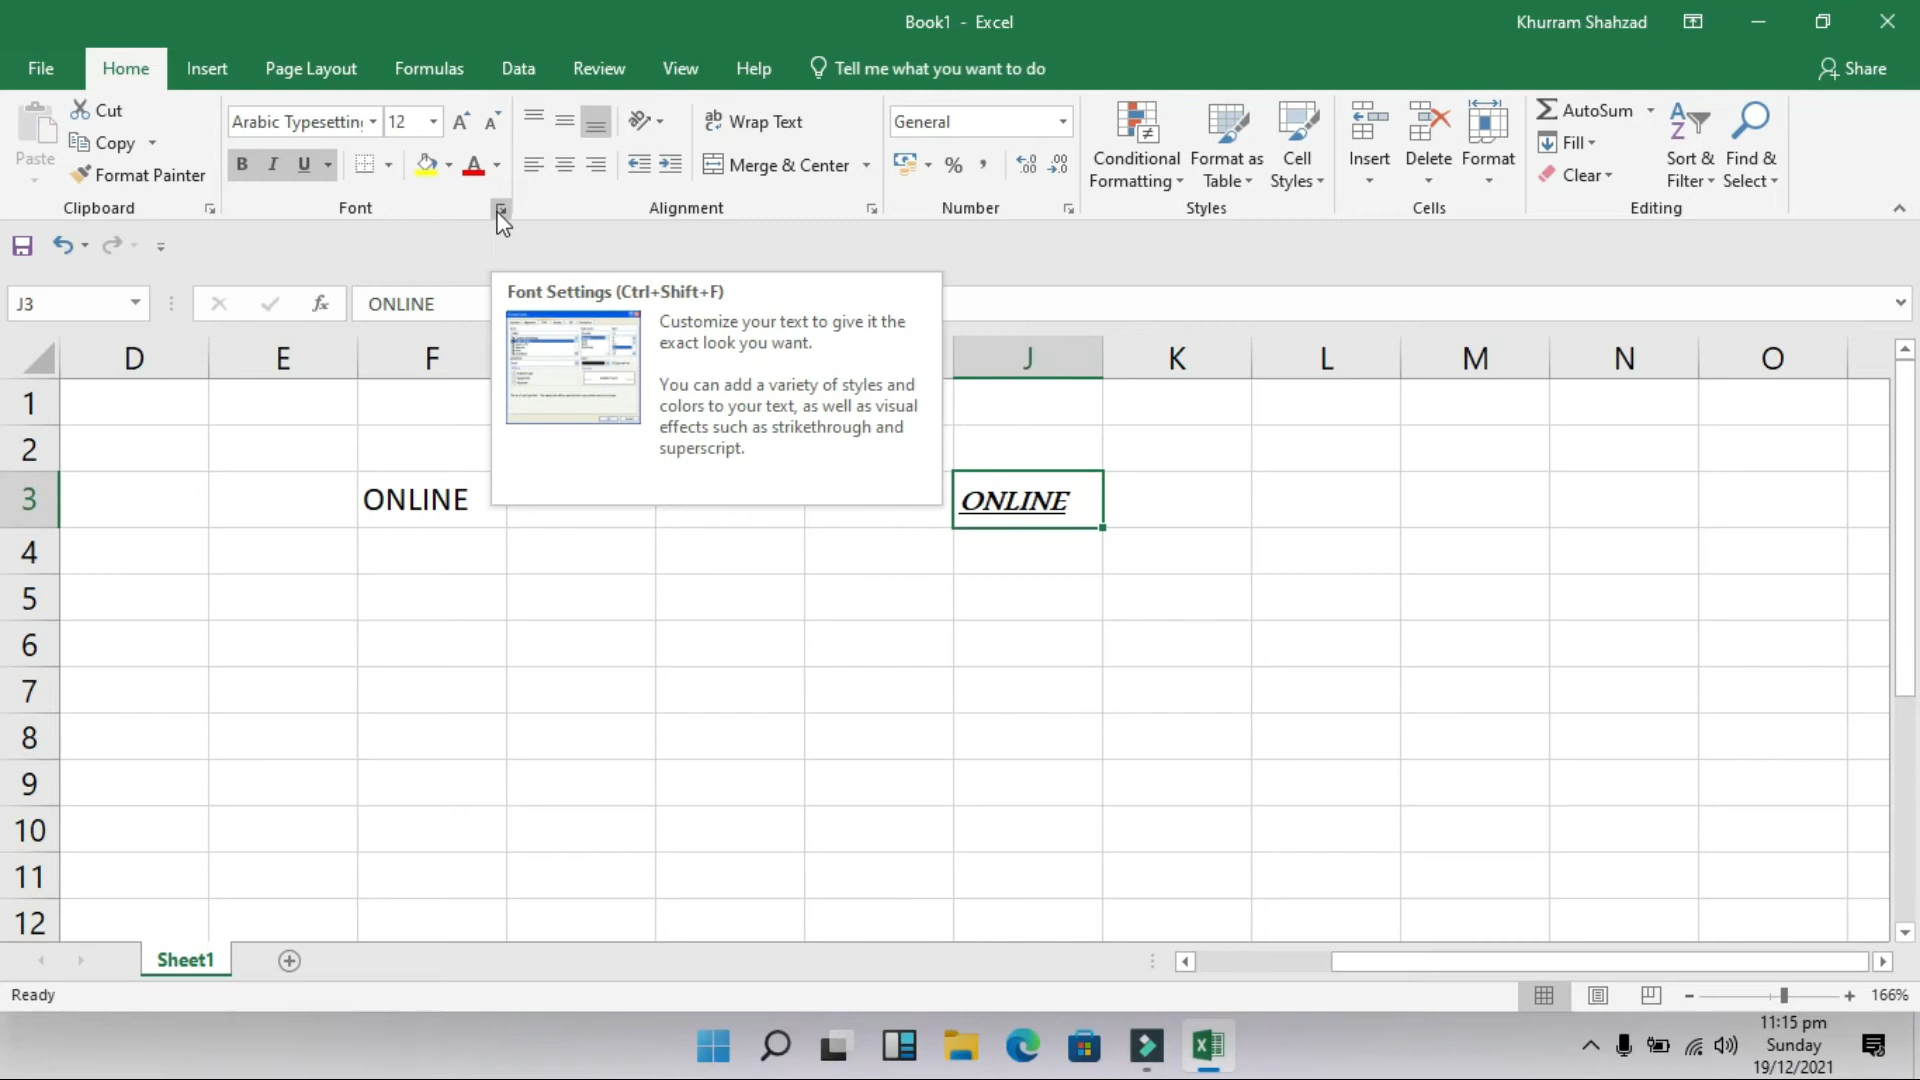 Book1 - Excel
Khurram Shahzad
File Home Insert Page Layout Formulas Data Review View Help Tell me what you want to do Share
Paste
Cut
Copy
Format Painter
Clipboard
Arabic Typesettin 12
B I U
Font
Wrap Text
Merge & Center
Alignment
General
%
Number
Conditional Formatting
Format as Table
Cell Styles
Styles
Insert Delete Format
Cells
AutoSum
Fill
Clear
Sort & Filter
Find & Select
Editing
J3
fx
ONLINE
Font Settings (Ctrl+Shift+F)
Customize your text to give it the
exact look you want.
You can add a variety of styles and
colors to your text, as well as visual
effects such as strikethrough and
superscript.
D E F J K L M N O
1
2
3 ONLINE ONLINE
4
5
6
7
8
9
10
11
12
Sheet1
Ready
166%
11:15 pm
Sunday
19/12/2021